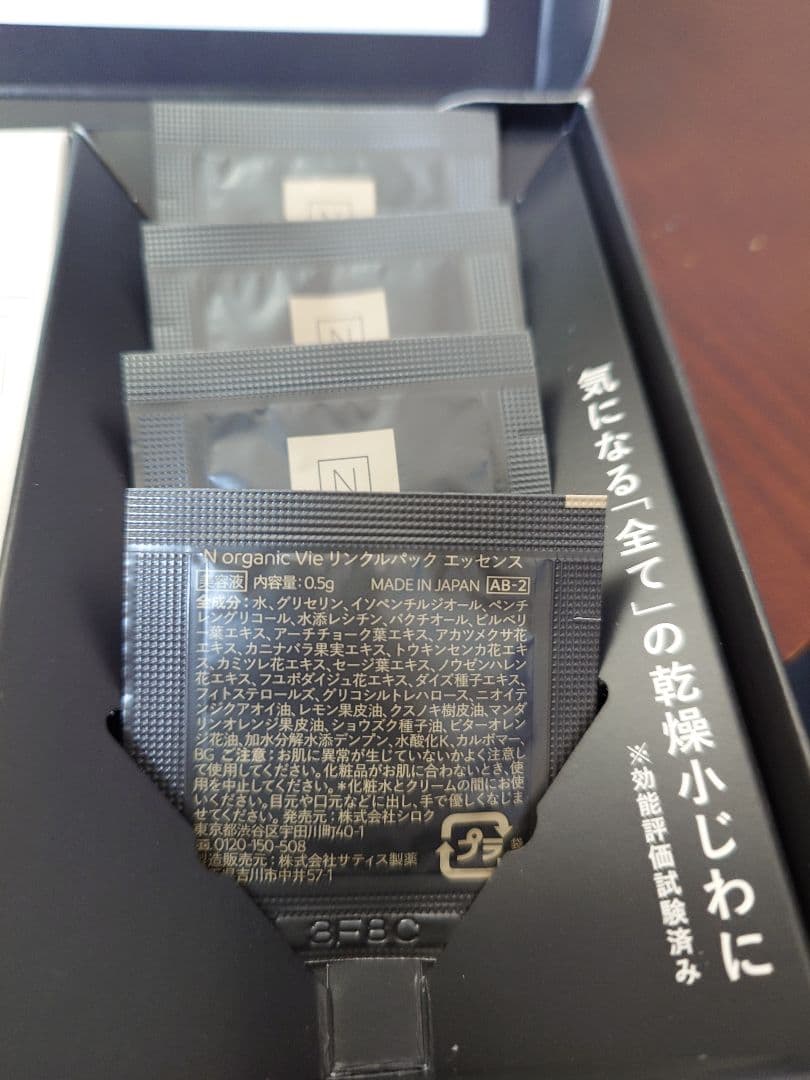 N
N
N
N organic Vie リンクルパック エッセンス
美容液 内容量:0.5g MADE IN JAPAN AB-2
全成分:水、グリセリン、イソペンチルジオール、ペンチ
レングリコール、水添レシチン、バクチオール、ビルベリ
ー葉エキス、アーチチョーク葉エキス、アカツメクサ花
エキス、カニナバラ果実エキス、トウキンセンカ花エキ
ス、カミツレ花エキス、セージ葉エキス、ノウゼンハレン
花エキス、フユボダイジュ花エキス、ダイズ種子エキス、
フィトステロールズ、グリコシルトレハロース、ニオイテ
ンジクアオイ油、レモン果皮油、クスノキ樹皮油、マンダ
リンオレンジ果皮油、ショウズク種子油、ビターオレン
ジ花油、加水分解水添デンプン、水酸化K、カルボマー、
BG ご注意:お肌に異常が生じていないかよく注意し
て使用してください。化粧品がお肌に合わないとき、使
用を中止してください。*化粧水とクリームの間にお使
いください。目元や口元などに出し、手で優しくなじま
せてください。発売元:株式会社シロク
東京都渋谷区宇田川町40-1
0120-150-508
製造販売元:株式会社サティス製薬
県吉川市中井57-1
プラ
袋
3F8C
気になる「全て」の乾燥小じわに
※効能評価試験済み